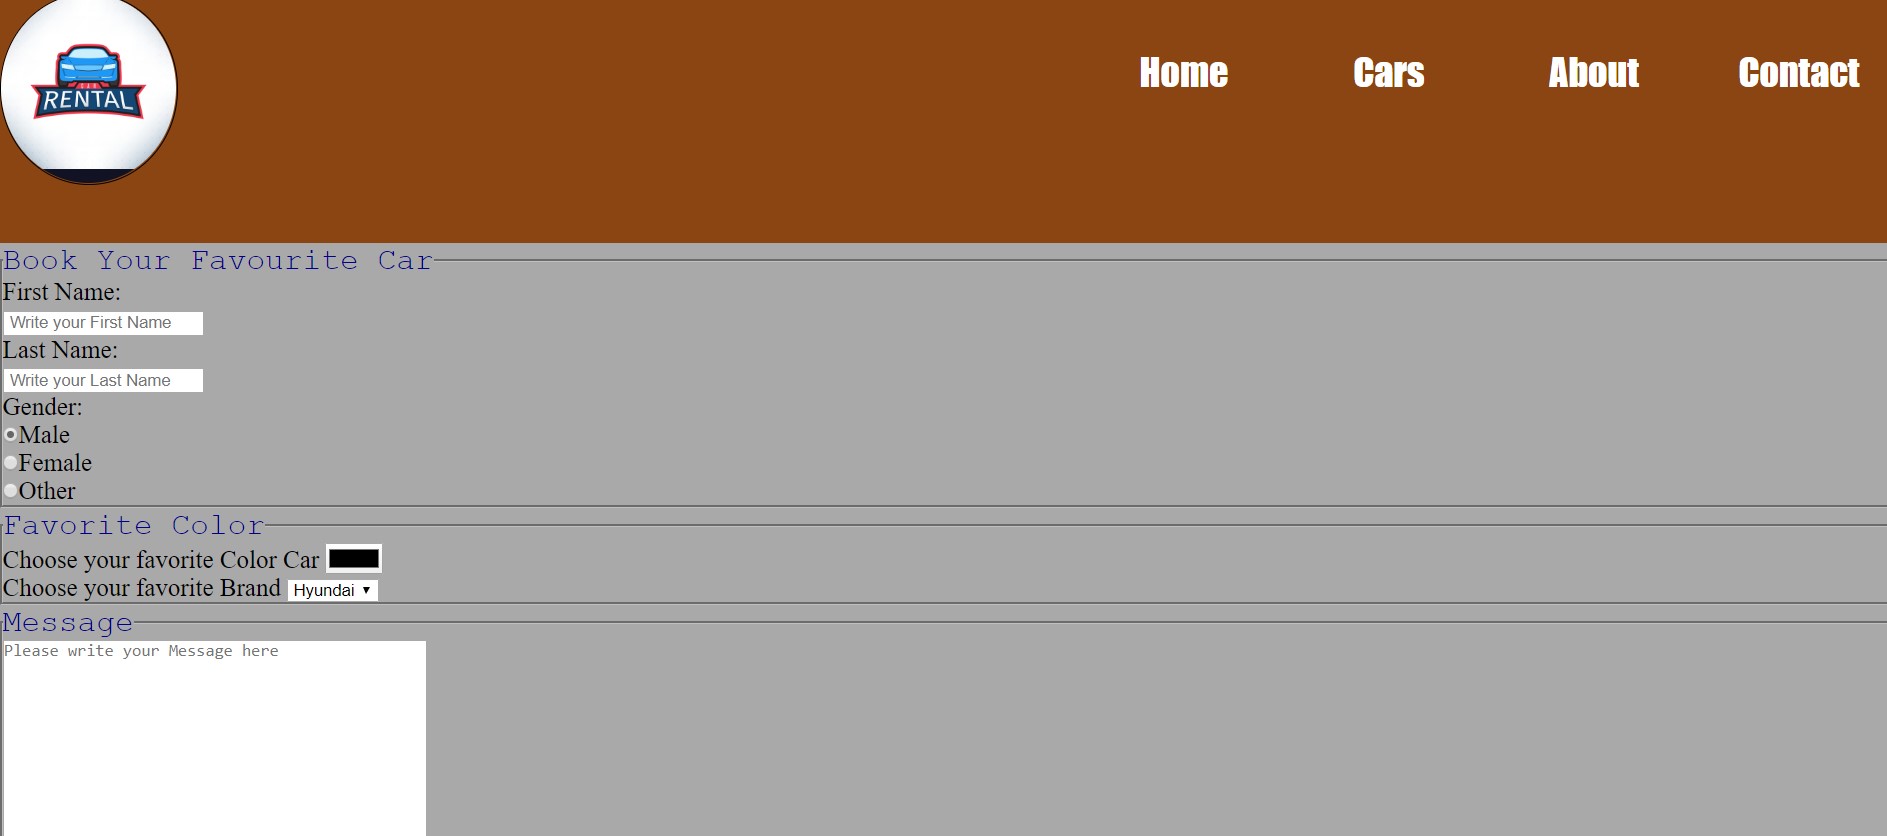 RENTAL
Home Cars About Contact
Book Your Favourite Car
First Name:
Write your First Name
Last Name:
Write your Last Name
Gender:
Male
Female
Other
Favorite Color
Choose your favorite Color Car
Choose your favorite Brand Hyundai
Message
Please write your Message here